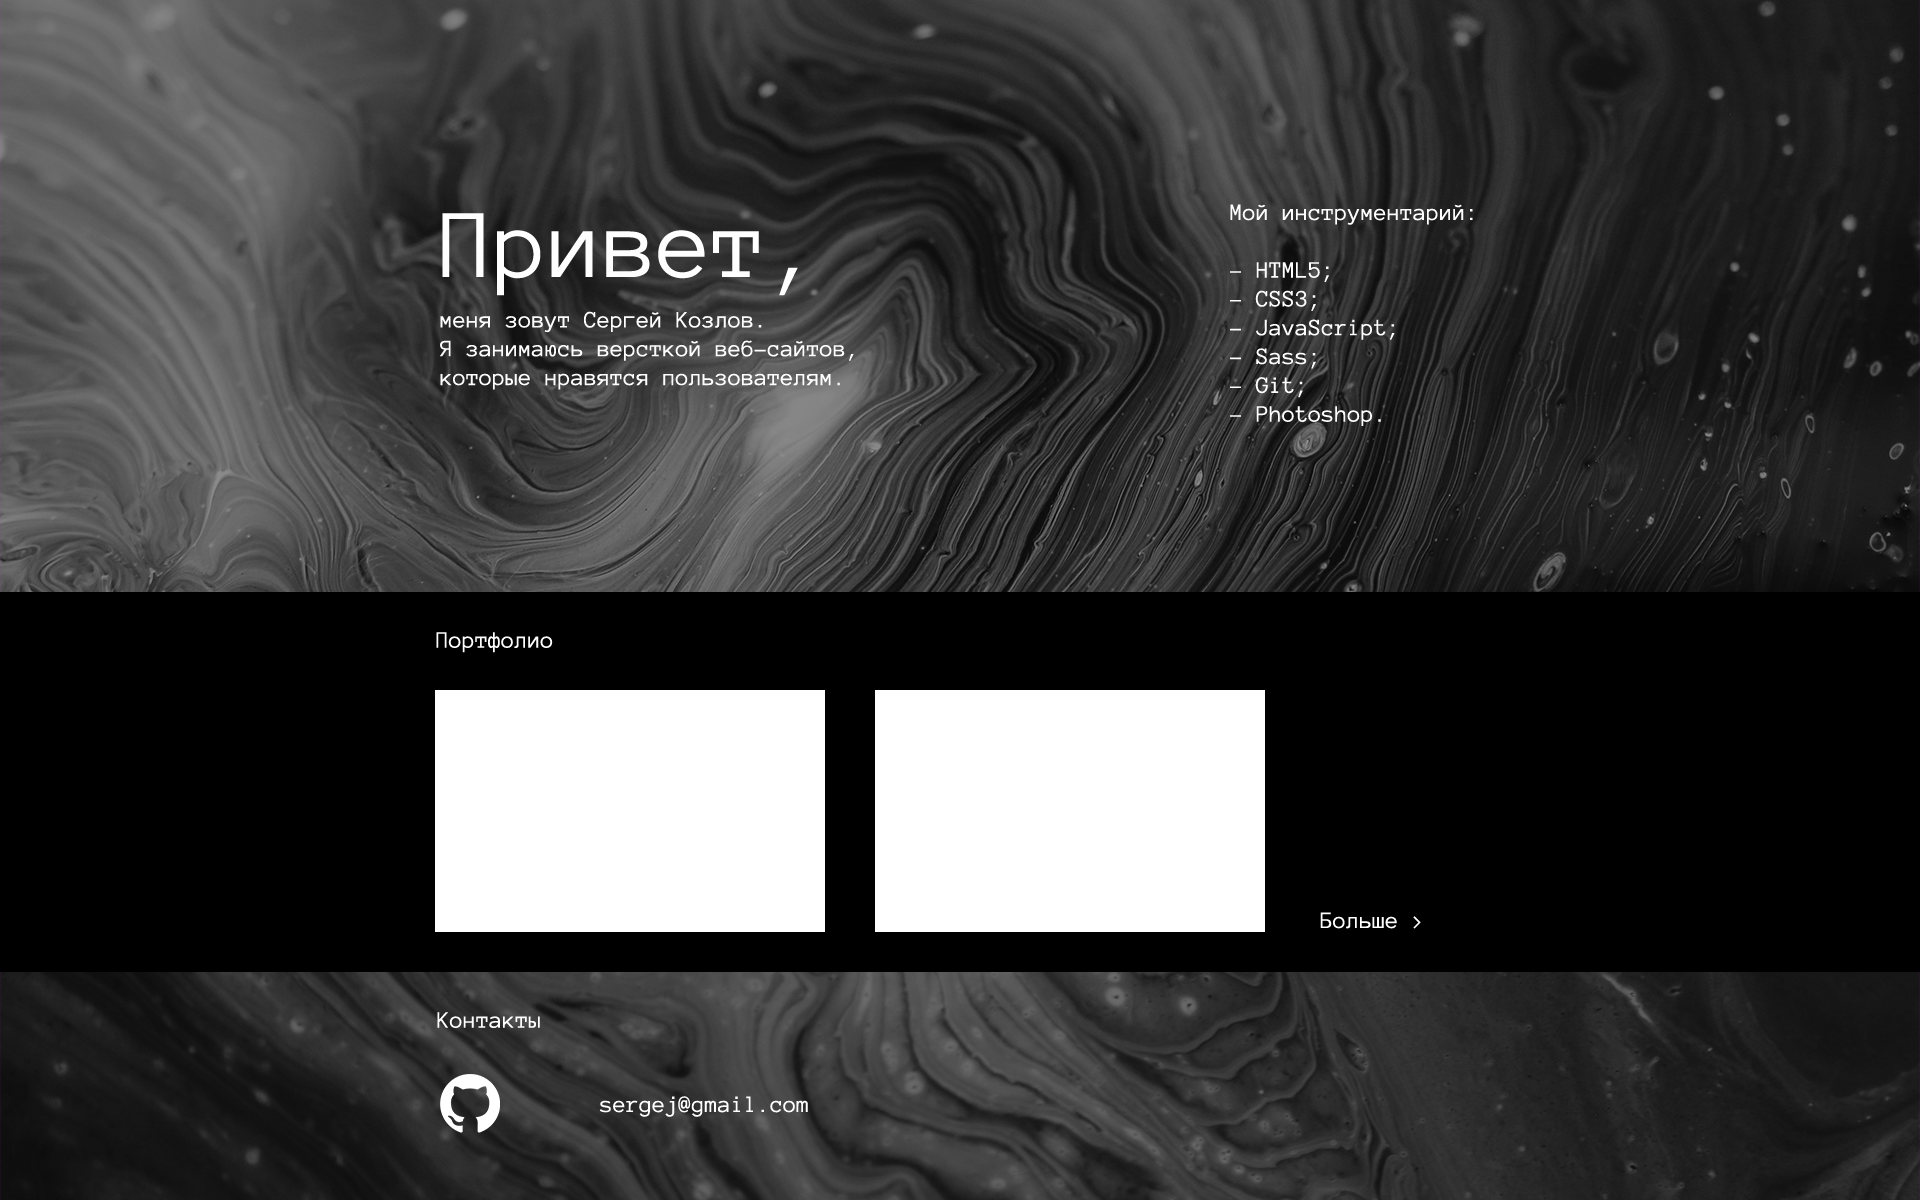 Привет,
меня зовут Сергей Козлов.
Я занимаюсь версткой веб-сайтов,
которые нравятся пользователям.
Мой инструментарий:
- HTML5;
- CSS3;
- JavaScript;
- Sass;
- Git;
- Photoshop.
Портфолио
Больше >
Контакты
sergej@gmail.com